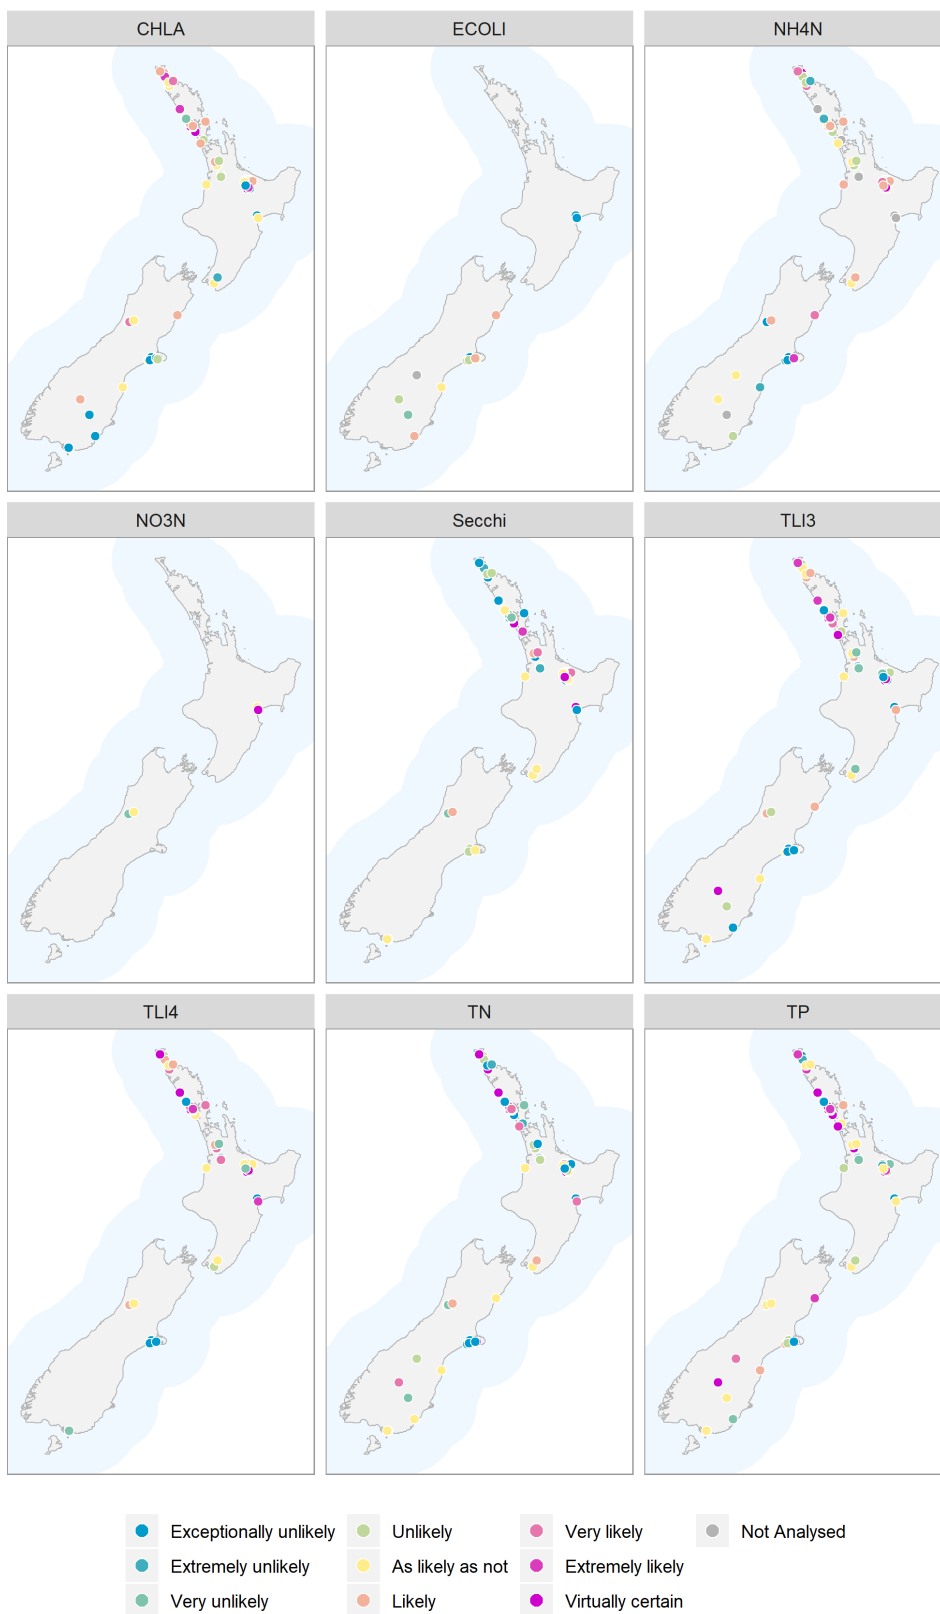 CHLA
ECOLI
NH4N
NO3N
Secchi
TLI3
TLI4
TN
TP
Exceptionally unlikely
Unlikely
Very likely
Not Analysed
Extremely unlikely
As likely as not
Extremely likely
Very unlikely
Likely
Virtually certain